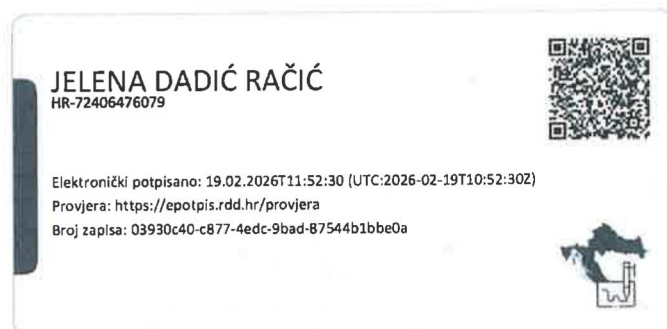 JELENA DADIĆ RAČIĆ
HR-72406476079
Elektronički potpisano: 19.02.2026T11:52:30 (UTC:2026-02-19T10:52:30Z)
Provjera: https://epotpis.rdd.hr/provjera
Broj zapisa: 03930c40-c877-4edc-9bad-87544b1bbe0a